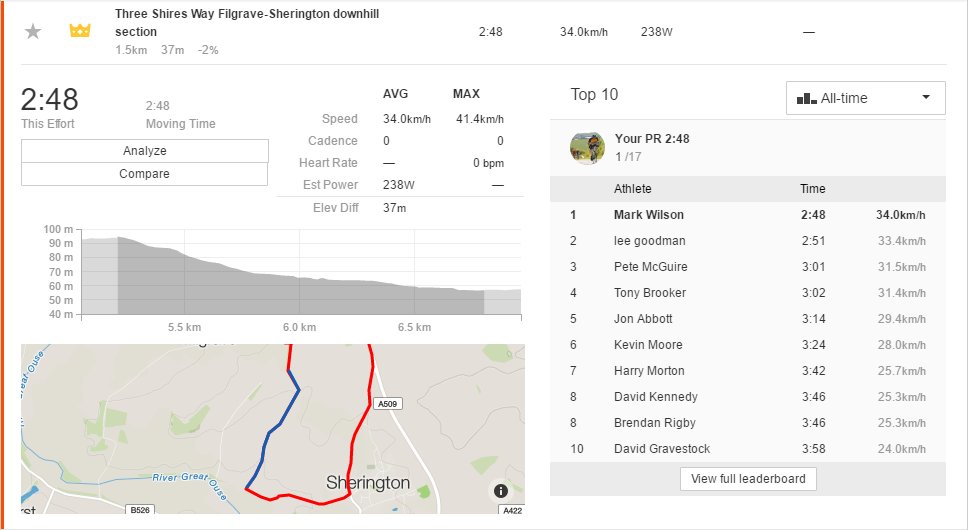 Three Shires Way Filgrave-Sherington downhill
section
2:48 34.0km/h 238W —
1.5km 37m -2%
2:48
This Effort
2:48
Moving Time
Analyze
Compare
AVG MAX
Speed 34.0km/h 41.4km/h
Cadence 0 0
Heart Rate — 0 bpm
Est Power 238W —
Elev Diff 37m
100 m
90 m
80 m
70 m
60 m
50 m
40 m
5.5 km 6.0 km 6.5 km
A509
River Great Ouse
Sherington
B526
A422
Great Ouse
Top 10
All-time
Your PR 2:48
1 /17
Athlete Time
1 Mark Wilson 2:48 34.0km/h
2 lee goodman 2:51 33.4km/h
3 Pete McGuire 3:01 31.5km/h
4 Tony Brooker 3:02 31.4km/h
5 Jon Abbott 3:14 29.4km/h
6 Kevin Moore 3:24 28.0km/h
7 Harry Morton 3:42 25.7km/h
8 David Kennedy 3:46 25.3km/h
8 Brendan Rigby 3:46 25.3km/h
10 David Gravestock 3:58 24.0km/h
View full leaderboard